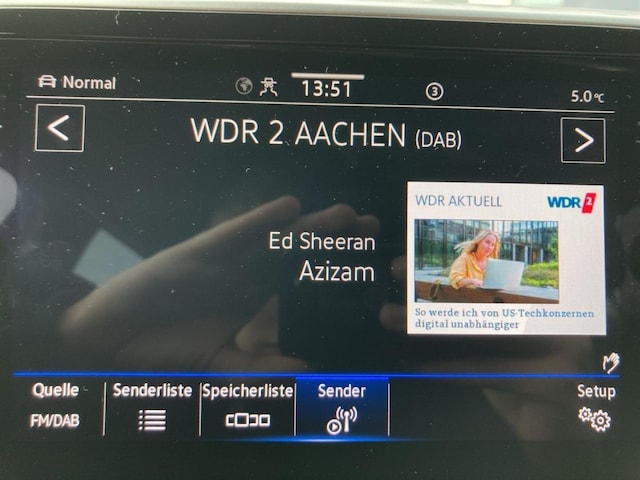 Normal
13:51
3
5.0 °C
<
WDR 2 AACHEN (DAB)
>
WDR AKTUELL
WDR 2
Ed Sheeran
Azizam
So werde ich von US-Techkonzernen
digital unabhängiger
Quelle
Senderliste
Speicherliste
Sender
Setup
FM/DAB